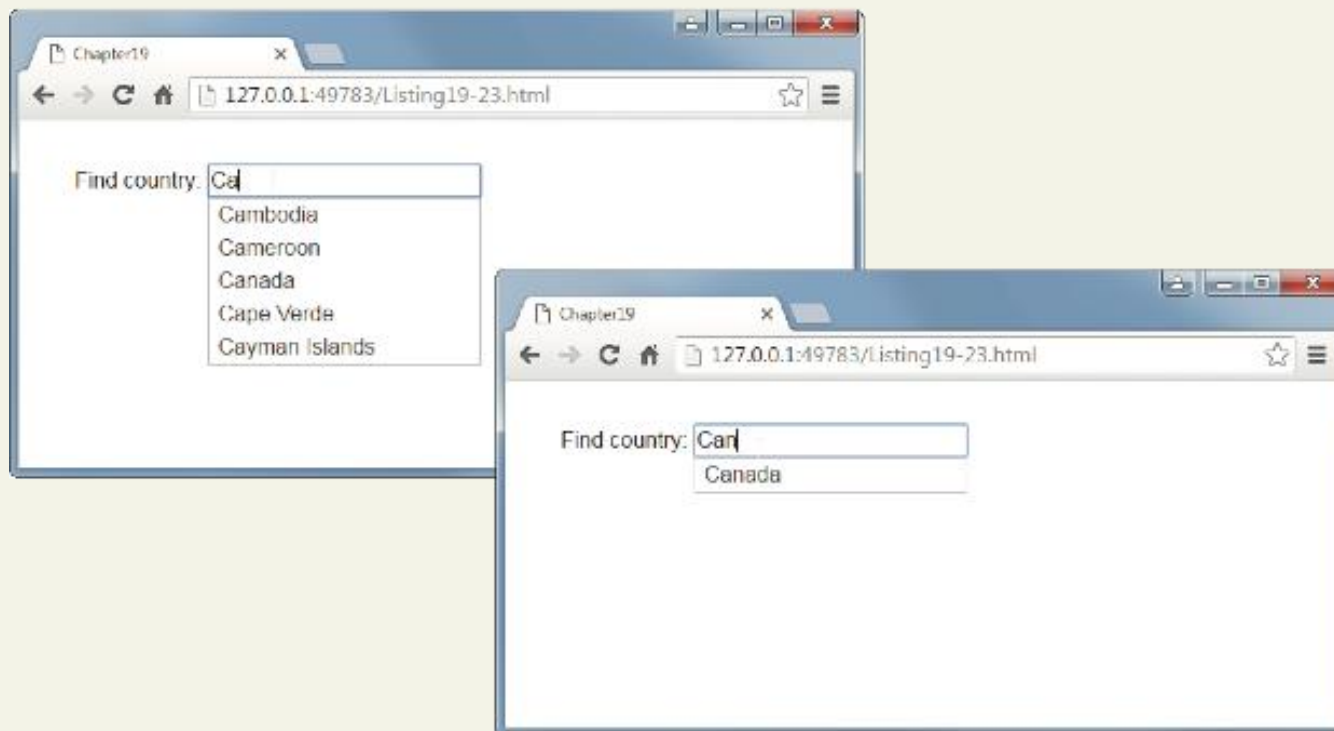 Chapter19
127.0.0.1:49783/Listing19-23.html
Find country: Ca
Cambodia
Cameroon
Canada
Cape Verde
Cayman Islands
Chapter19
127.0.0.1:49783/Listing19-23.html
Find country: Can
Canada